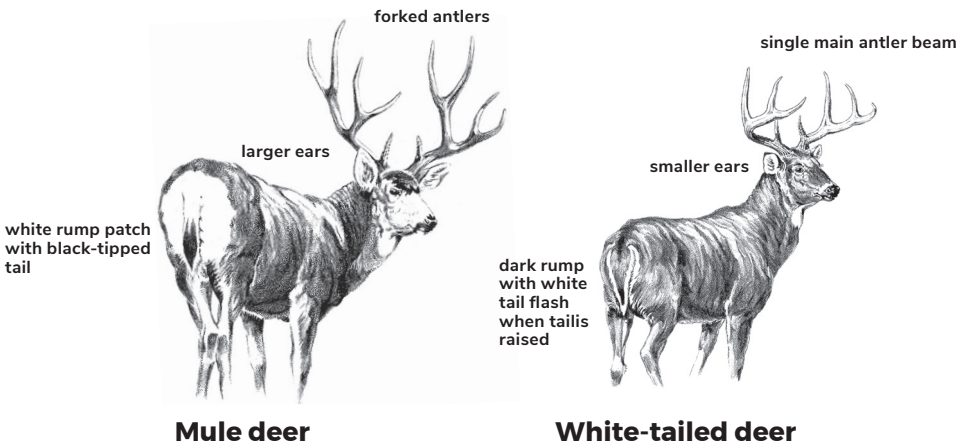 forked antlers
single main antler beam
larger ears
smaller ears
white rump patch
with black-tipped
tail
dark rump
with white
tail flash
when tailis
raised
Mule deer
White-tailed deer